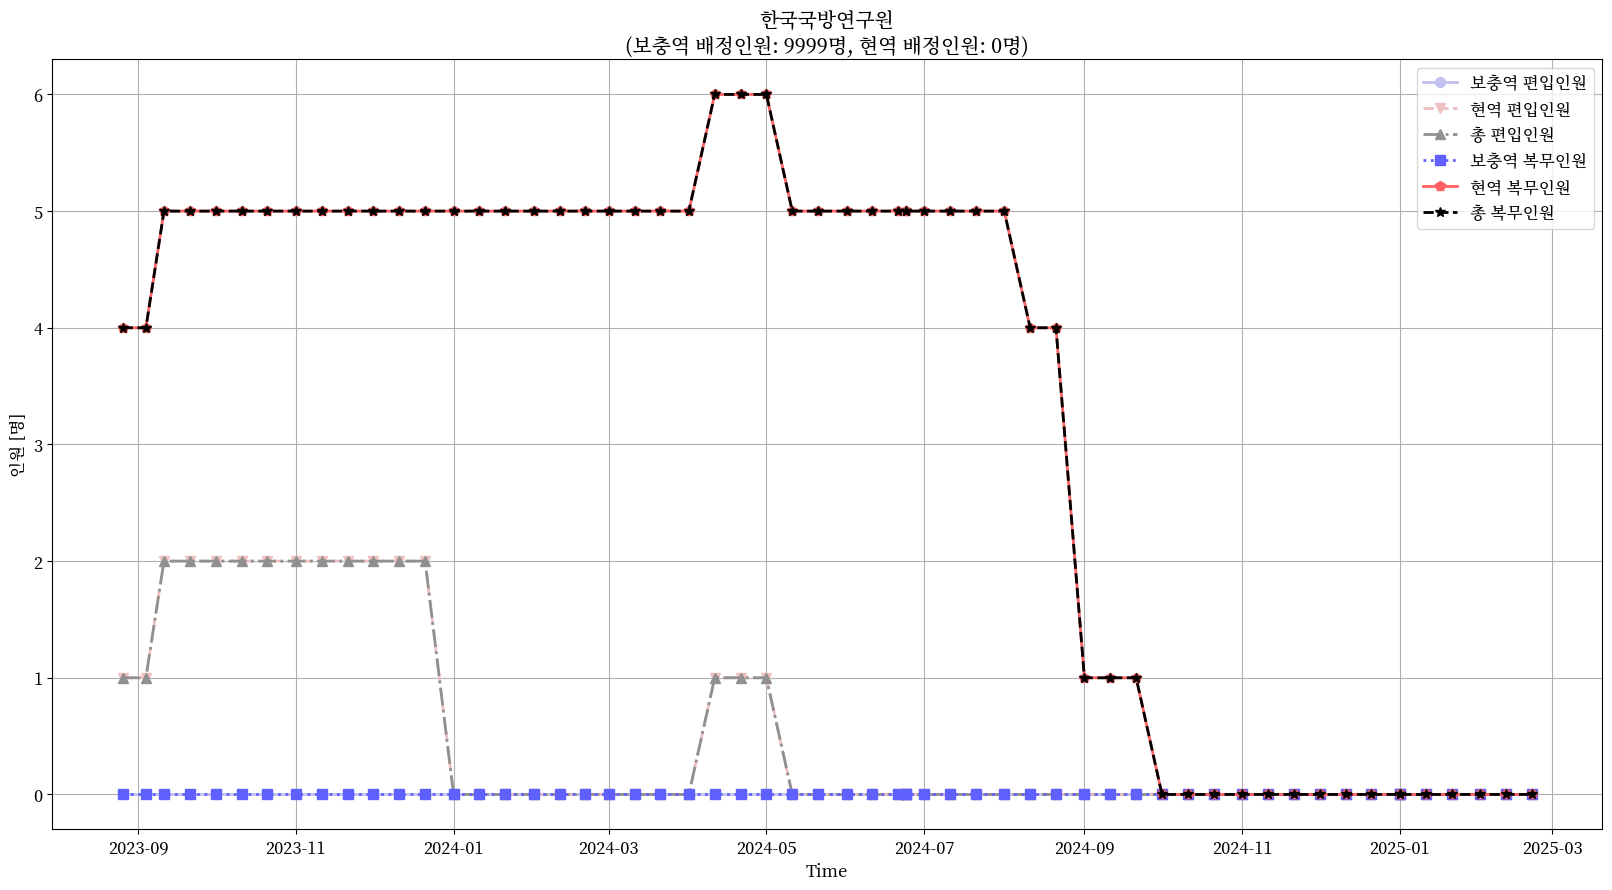 한국국방연구원
(보충역 배정인원: 9999명, 현역 배정인원: 0명)
보충역 편입인원
현역 편입인원
총 편입인원
보충역 복무인원
현역 복무인원
총 복무인원
인원 [명]
6
5
4
3
2
1
0
2023-09
2023-11
2024-01
2024-03
2024-05
2024-07
2024-09
2024-11
2025-01
2025-03
Time